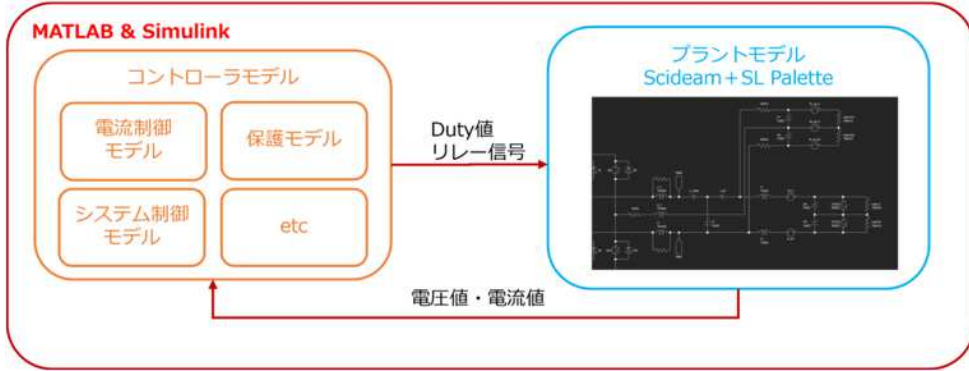 MATLAB & Simulink
コントローラモデル
電流制御
モデル
保護モデル
システム制御
モデル
etc
Duty値
リレー信号
プラントモデル
Scideam+SL Palette
電圧値・電流値